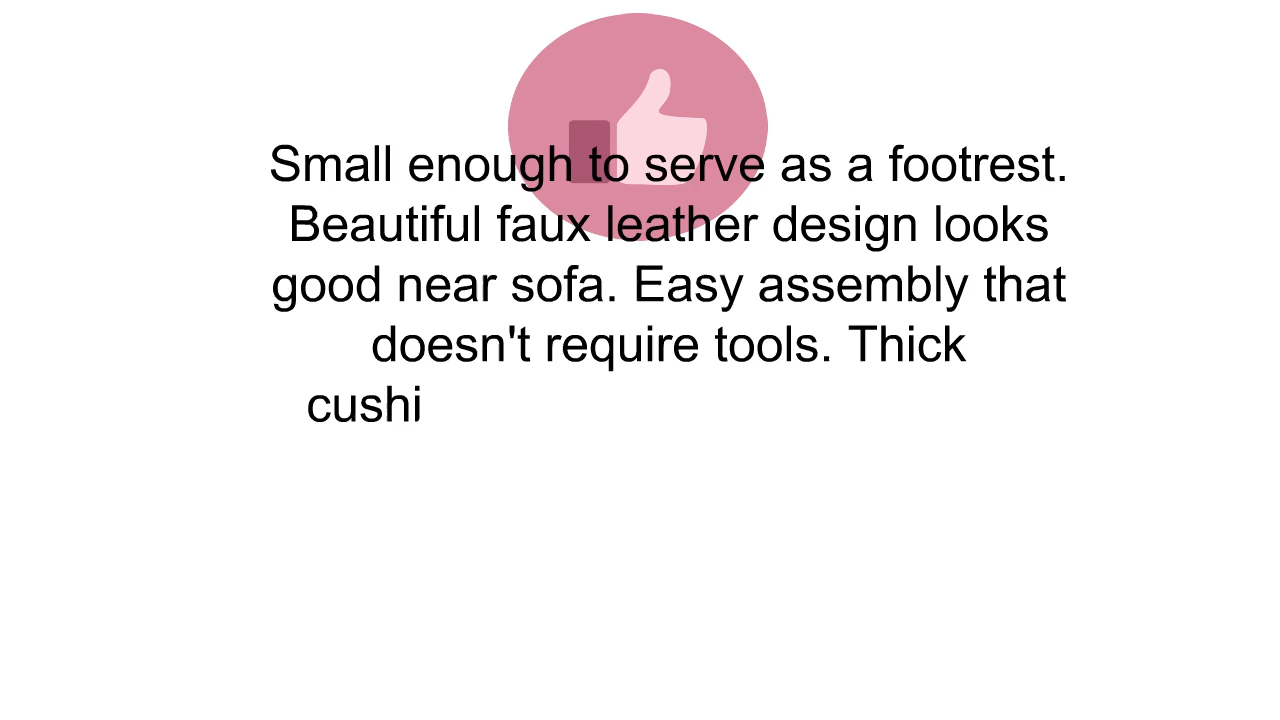 Small enough to serve as a footrest.
Beautiful faux leather design looks
good near sofa. Easy assembly that
doesn't require tools. Thick
cushi